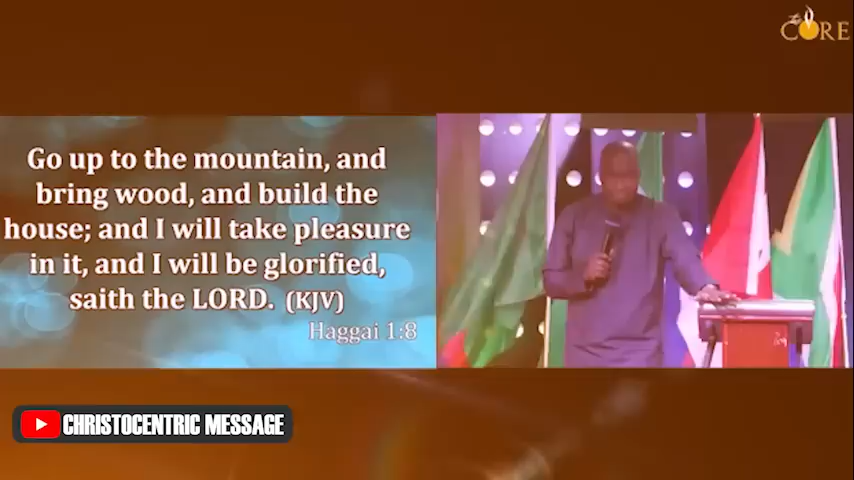 The CORE
Go up to the mountain, and
bring wood, and build the
house; and I will take pleasure
in it, and I will be glorified,
saith the LORD. (KJV)
Haggai 1:8
CHRISTOCENTRIC MESSAGE